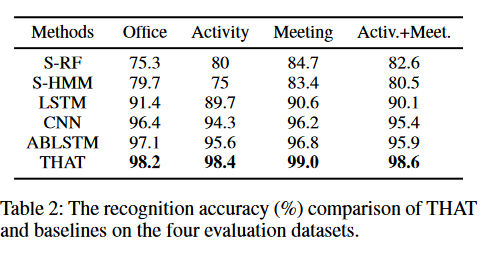 Methods Office Activity Meeting Activ.+Meet.
S-RF 75.3 80 84.7 82.6
S-HMM 79.7 75 83.4 80.5
LSTM 91.4 89.7 90.6 90.1
CNN 96.4 94.3 96.2 95.4
ABLSTM 97.1 95.6 96.8 95.9
THAT 98.2 98.4 99.0 98.6
Table 2: The recognition accuracy (%) comparison of THAT
and baselines on the four evaluation datasets.